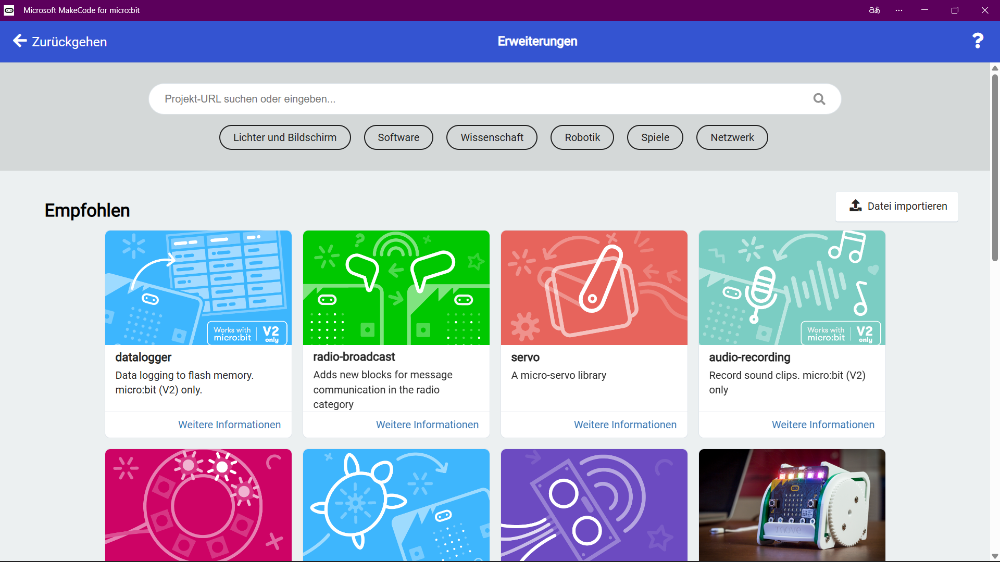 Microsoft MakeCode for micro:bit
Zurückgehen
Erweiterungen
?
Projekt-URL suchen oder eingeben...
Lichter und Bildschirm
Software
Wissenschaft
Robotik
Spiele
Netzwerk
Empfohlen
Datei importieren
Works with
micro:bit
V2
only
Works with
micro:bit
V2
only
datalogger
Data logging to flash memory.
micro:bit (V2) only.
Weitere Informationen
radio-broadcast
Adds new blocks for message
communication in the radio
category
Weitere Informationen
servo
A micro-servo library
Weitere Informationen
audio-recording
Record sound clips. micro:bit (V2)
only
Weitere Informationen